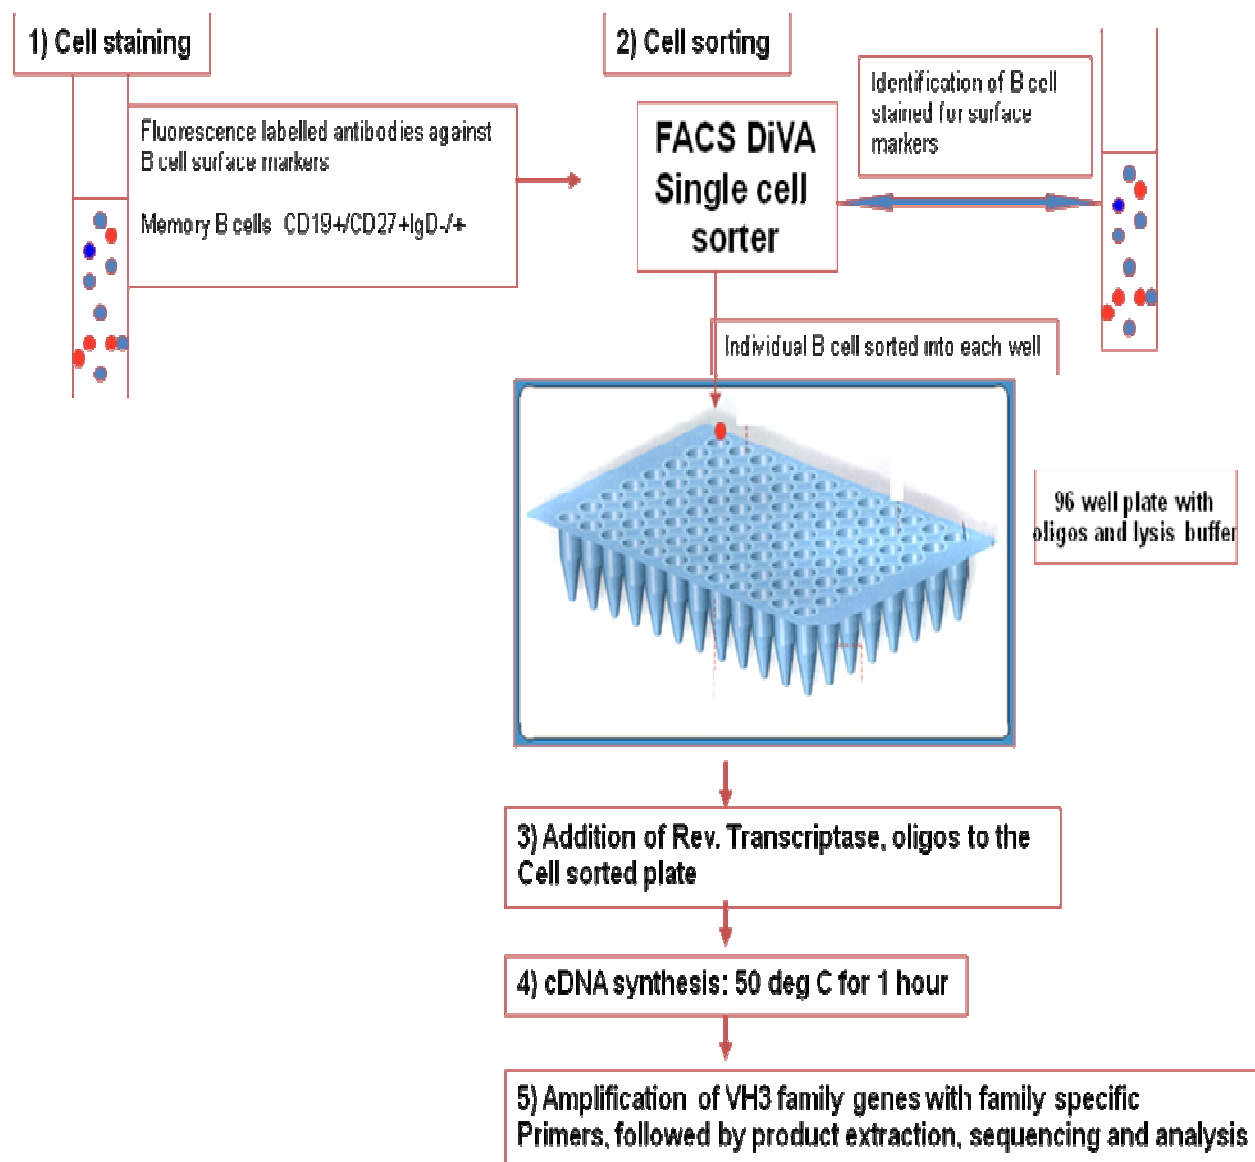 1) Cell staining
Fluorescence labelled antibodies against
B cell surface markers
Memory B cells  CD19+/CD27+IgD-/+
2) Cell sorting
FACS DiVA
Single cell
sorter
Identification of B cell
stained for surface
markers
Individual B cell sorted into each well
96 well plate with
oligos and lysis buffer
3) Addition of Rev. Transcriptase, oligos to the
Cell sorted plate
4) cDNA synthesis: 50 deg C for 1 hour
5) Amplification of VH3 family genes with family specific
Primers, followed by product extraction, sequencing and analysis